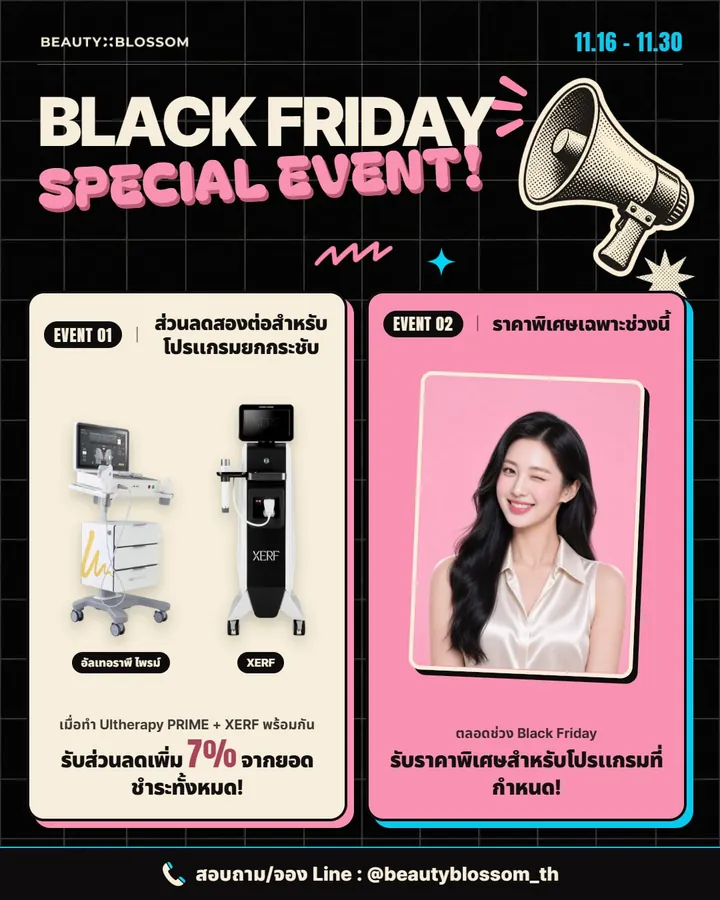 BEAUTY::BLOSSOM
11.16 - 11.30
BLACK FRIDAY
SPECIAL EVENT!
EVENT 01
ส่วนลดสองต่อสำหรับ
โปรแกรมยกกระชับ
XERF
อัลเทอราพี ไพรม์
XERF
เมื่อทำ Ultherapy PRIME + XERF พร้อมกัน
รับส่วนลดเพิ่ม 7% จากยอด
ชำระทั้งหมด!
EVENT 02
ราคาพิเศษเฉพาะช่วงนี้
ตลอดช่วง Black Friday
รับราคาพิเศษสำหรับโปรแกรมที่
กำหนด!
สอบถาม/จอง Line : @beautyblossom_th